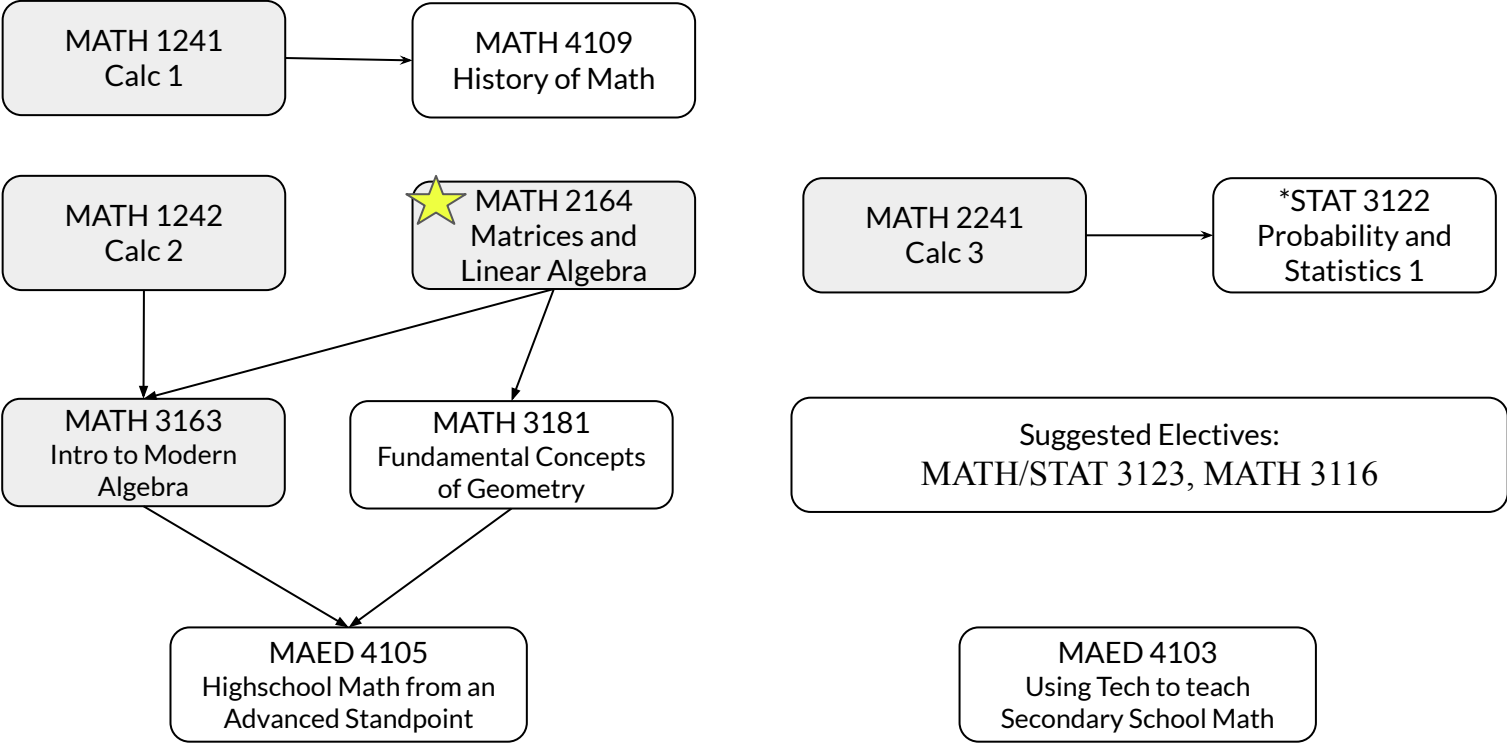 MATH 1241
Calc 1
MATH 4109
History of Math
MATH 1242
Calc 2
MATH 2164
Matrices and
Linear Algebra
MATH 2241
Calc 3
*STAT 3122
Probability and
Statistics 1
MATH 3163
Intro to Modern
Algebra
MATH 3181
Fundamental Concepts
of Geometry
Suggested Electives:
MATH/STAT 3123, MATH 3116
MAED 4105
Highschool Math from an
Advanced Standpoint
MAED 4103
Using Tech to teach
Secondary School Math